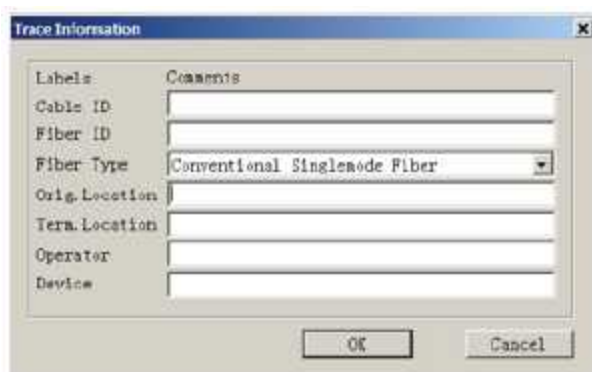 Trace Information
Labels Comments
Cable ID
Fiber ID
Fiber Type Conventional Singlemode Fiber
Orig.Location
Term.Location
Operator
Device
OK Cancel